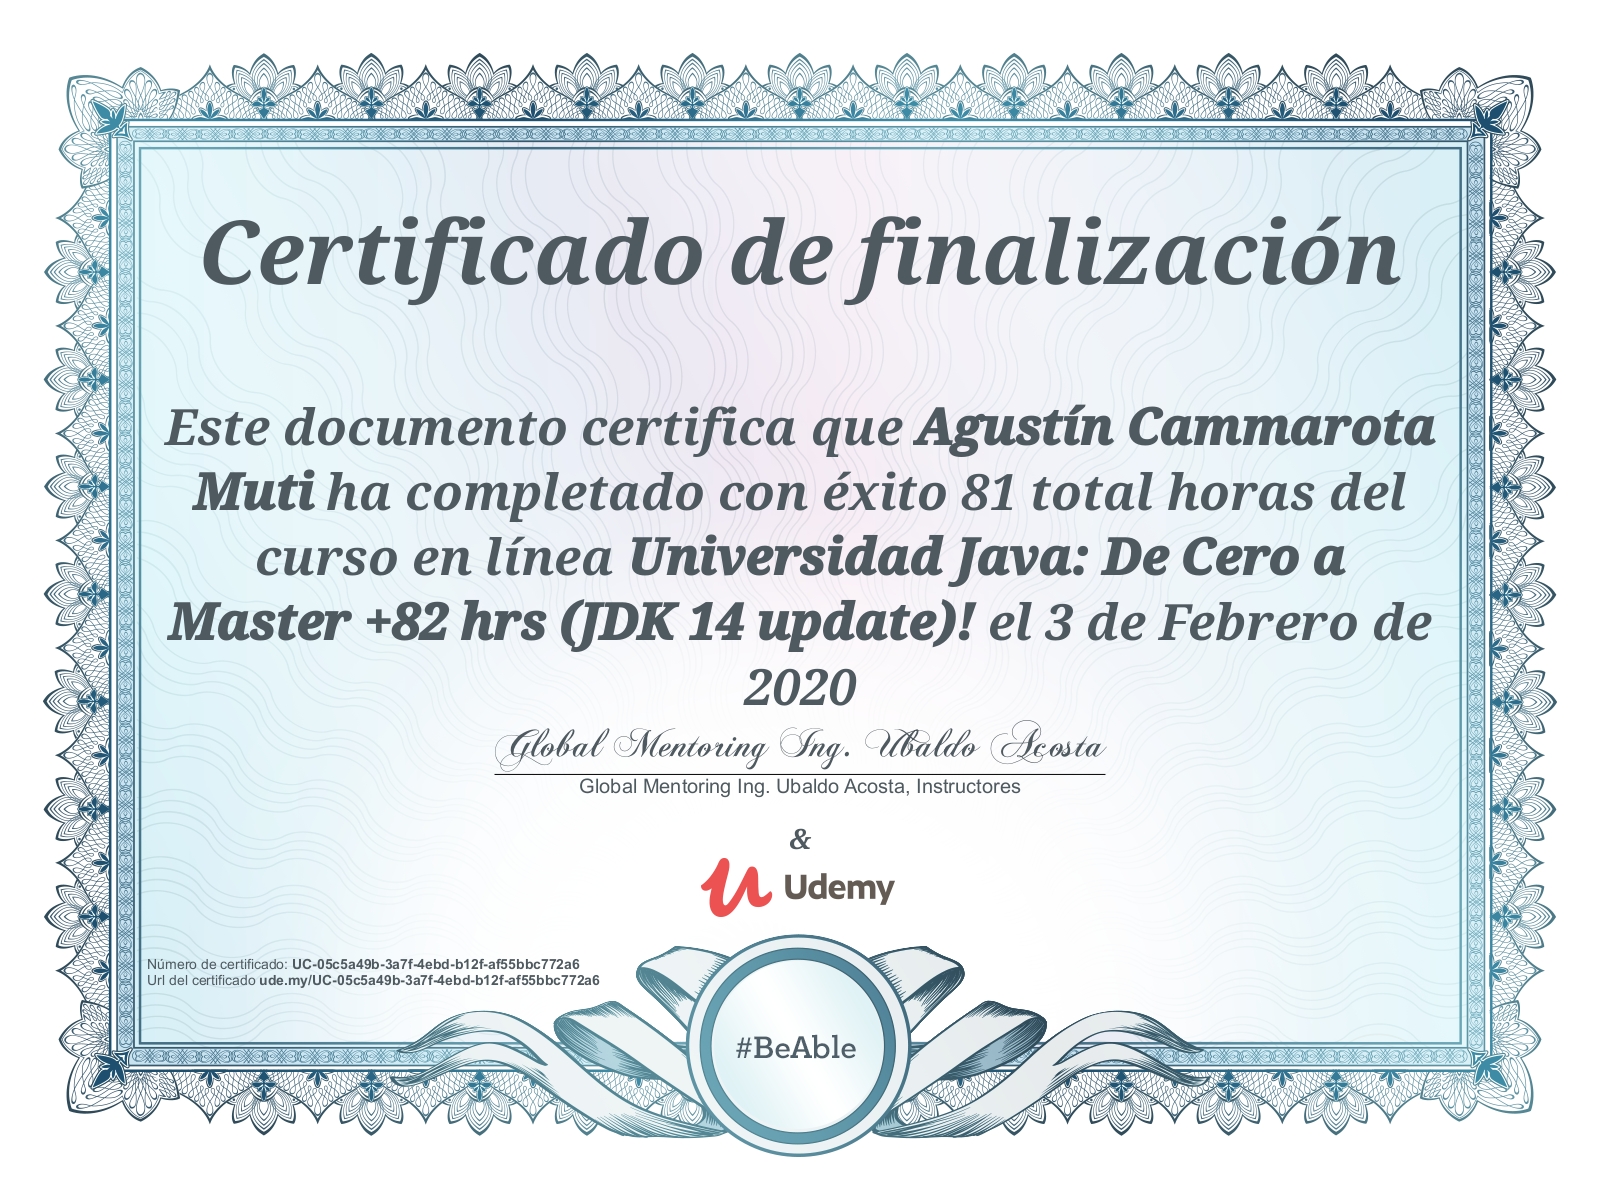 Certificado de finalización
Este documento certifica que Agustín Cammarota
Muti ha completado con éxito 81 total horas del
curso en línea Universidad Java: De Cero a
Master +82 hrs (JDK 14 update)! el 3 de Febrero de
2020
Global Mentoring Ing. Ubaldo Acosta
Global Mentoring Ing. Ubaldo Acosta, Instructores
&
Udemy
Número de certificado: UC-05c5a49b-3a7f-4ebd-b12f-af55bbc772a6
Url del certificado ude.my/UC-05c5a49b-3a7f-4ebd-b12f-af55bbc772a6
#BeAble